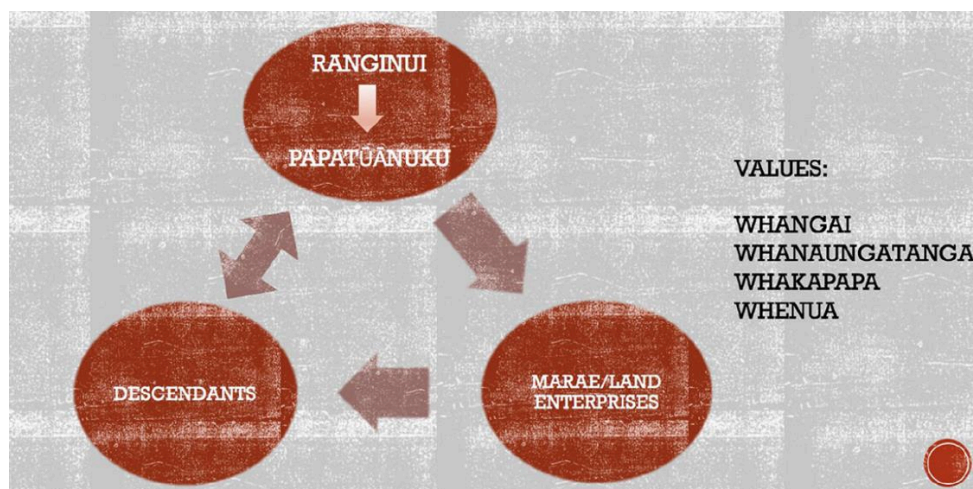 RANGINUI
PAPATŪĀNUKU
DESCENDANTS
MARAE/LAND
ENTERPRISES
VALUES:
WHANGAI
WHANAUNGATANGA
WHAKAPAPA
WHENUA